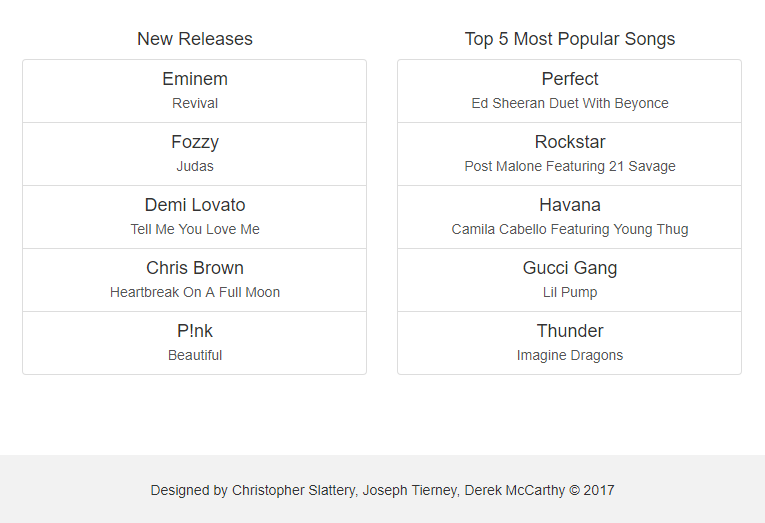 New Releases
Eminem
Revival
Fozzy
Judas
Demi Lovato
Tell Me You Love Me
Chris Brown
Heartbreak On A Full Moon
P!nk
Beautiful
Top 5 Most Popular Songs
Perfect
Ed Sheeran Duet With Beyonce
Rockstar
Post Malone Featuring 21 Savage
Havana
Camila Cabello Featuring Young Thug
Gucci Gang
Lil Pump
Thunder
Imagine Dragons
Designed by Christopher Slattery, Joseph Tierney, Derek McCarthy © 2017